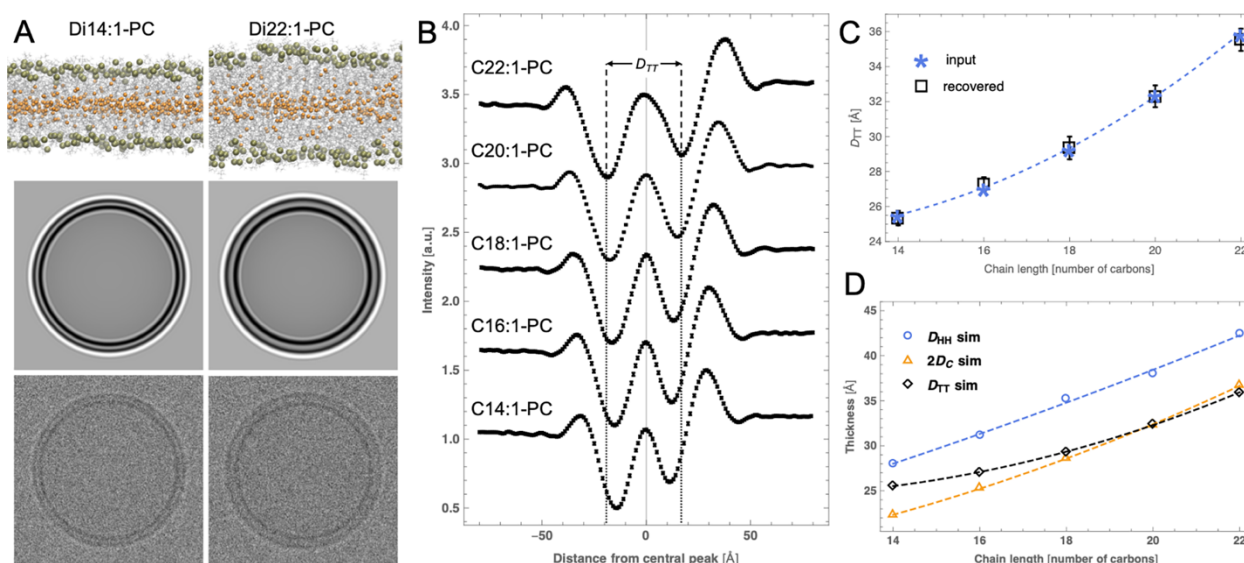 A
Di14:1-PC
Di22:1-PC
B
Intensity [a.u.]
4.0
3.5
3.0
2.5
2.0
1.5
1.0
0.5
C22:1-PC
C20:1-PC
C18:1-PC
C16:1-PC
C14:1-PC
D_TT
−50
0
50
Distance from central peak [Å]
C
D_TT [Å]
36
34
32
30
28
26
24
input
recovered
14
16
18
20
22
Chain length [number of carbons]
D
Thickness [Å]
40
35
30
25
D_HH sim
2D_C sim
D_TT sim
14
16
18
20
22
Chain length [number of carbons]